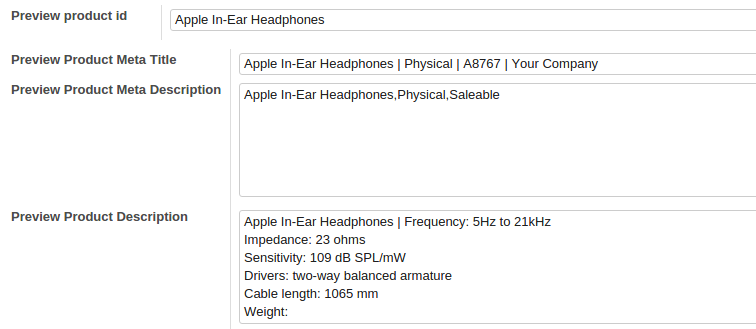 Preview product id
Apple In-Ear Headphones
Preview Product Meta Title
Apple In-Ear Headphones | Physical | A8767 | Your Company
Preview Product Meta Description
Apple In-Ear Headphones,Physical,Saleable
Preview Product Description
Apple In-Ear Headphones | Frequency: 5Hz to 21kHz
Impedance: 23 ohms
Sensitivity: 109 dB SPL/mW
Drivers: two-way balanced armature
Cable length: 1065 mm
Weight: